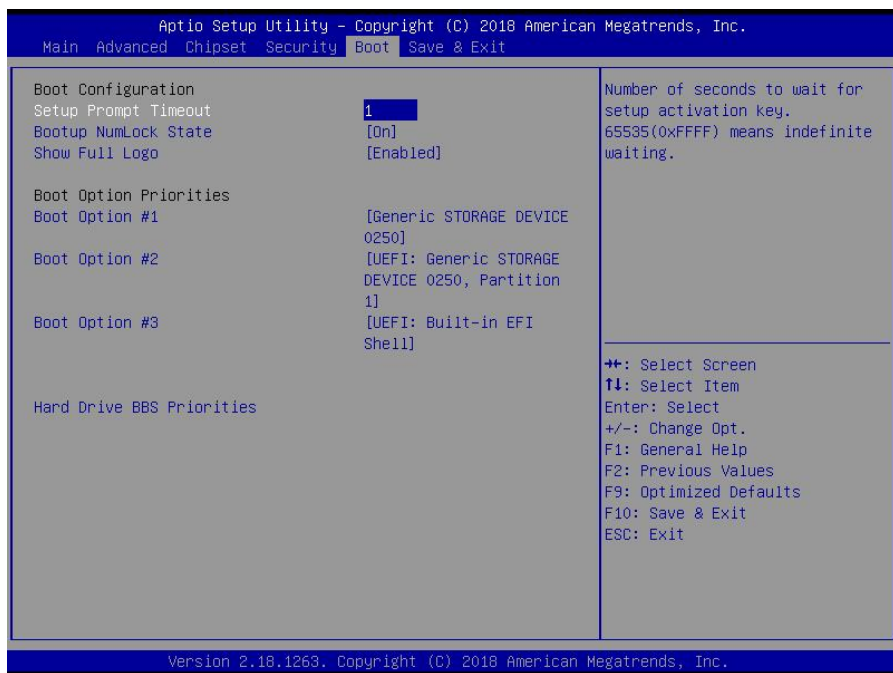 Aptio Setup Utility – Copyright (C) 2018 American Megatrends, Inc.
Main Advanced Chipset Security Boot Save & Exit
Boot Configuration
Setup Prompt Timeout 1
Bootup NumLock State [On]
Show Full Logo [Enabled]
Boot Option Priorities
Boot Option #1 [Generic STORAGE DEVICE
0250]
Boot Option #2 [UEFI: Generic STORAGE
DEVICE 0250, Partition
1]
Boot Option #3 [UEFI: Built-in EFI
Shell]
Hard Drive BBS Priorities
Number of seconds to wait for
setup activation key.
65535(0xFFFF) means indefinite
waiting.
→←: Select Screen
↑↓: Select Item
Enter: Select
+/-: Change Opt.
F1: General Help
F2: Previous Values
F9: Optimized Defaults
F10: Save & Exit
ESC: Exit
Version 2.18.1263. Copyright (C) 2018 American Megatrends, Inc.